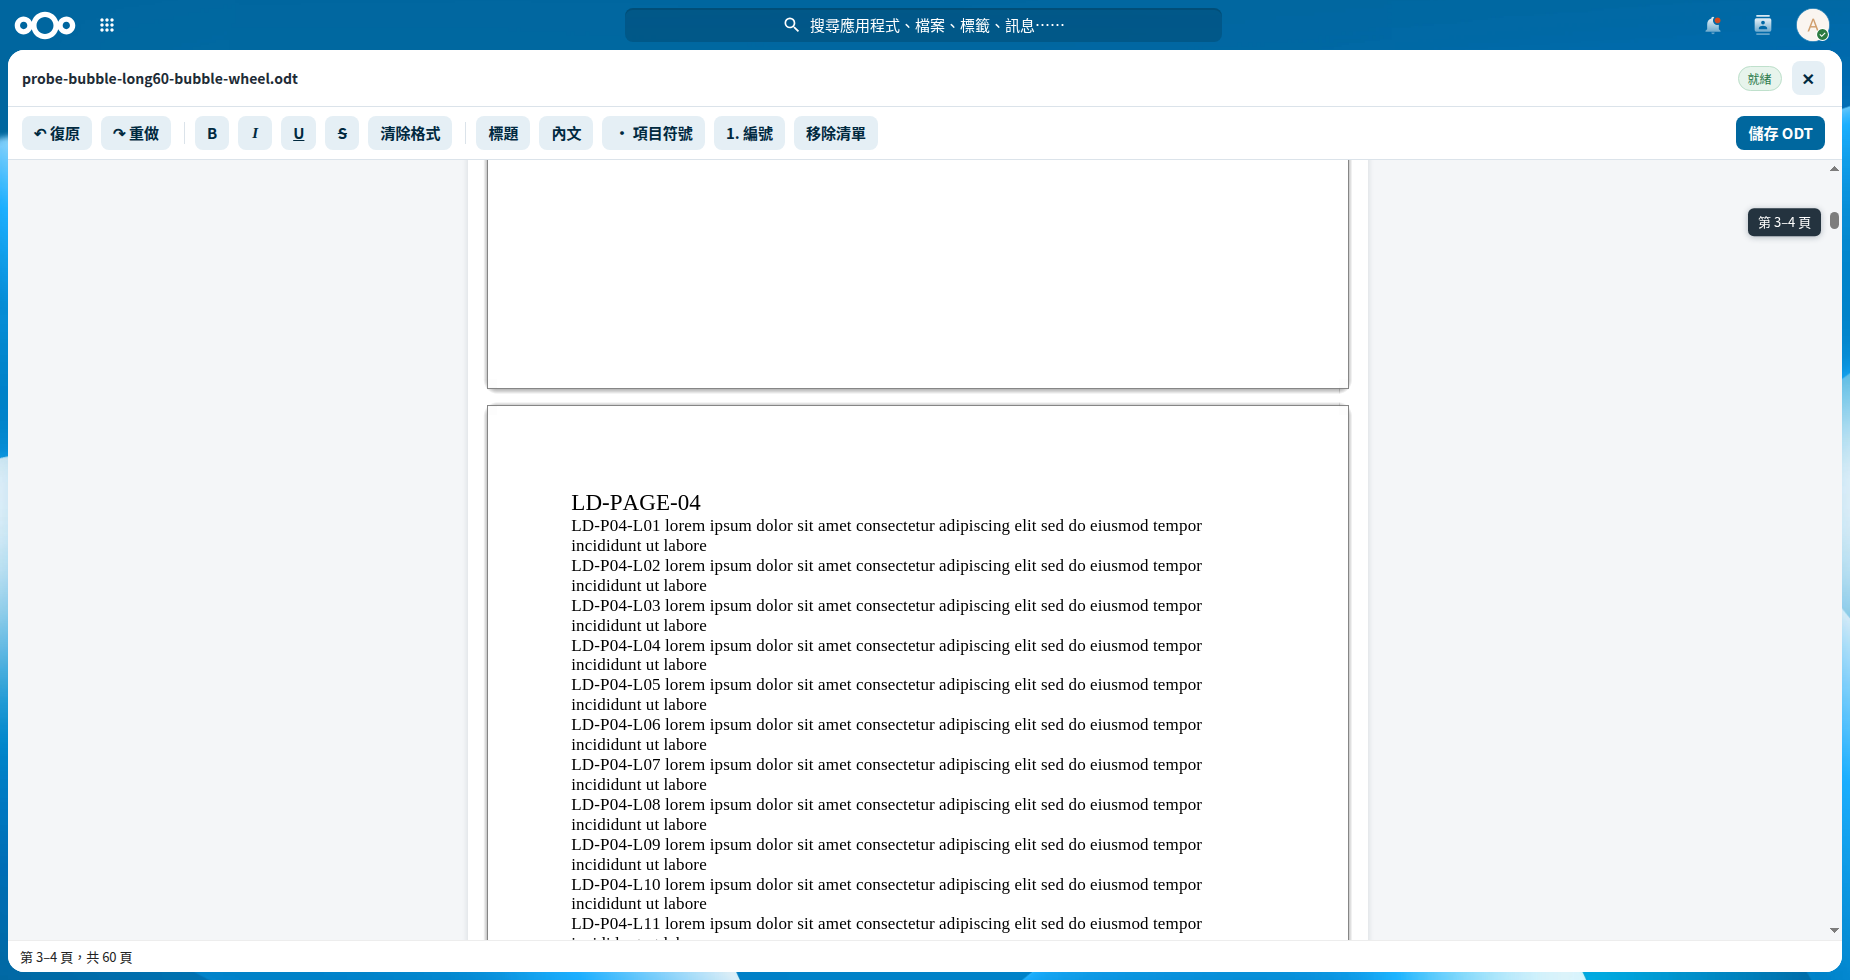 搜尋應用程式、檔案、標籤、訊息……
A
probe-bubble-long60-bubble-wheel.odt
就緒
×
↶ 復原 ↷ 重做 B I U S 清除格式 標題 內文 • 項目符號 1. 編號 移除清單 儲存 ODT
第 3–4 頁
LD-PAGE-04
LD-P04-L01 lorem ipsum dolor sit amet consectetur adipiscing elit sed do eiusmod tempor
incididunt ut labore
LD-P04-L02 lorem ipsum dolor sit amet consectetur adipiscing elit sed do eiusmod tempor
incididunt ut labore
LD-P04-L03 lorem ipsum dolor sit amet consectetur adipiscing elit sed do eiusmod tempor
incididunt ut labore
LD-P04-L04 lorem ipsum dolor sit amet consectetur adipiscing elit sed do eiusmod tempor
incididunt ut labore
LD-P04-L05 lorem ipsum dolor sit amet consectetur adipiscing elit sed do eiusmod tempor
incididunt ut labore
LD-P04-L06 lorem ipsum dolor sit amet consectetur adipiscing elit sed do eiusmod tempor
incididunt ut labore
LD-P04-L07 lorem ipsum dolor sit amet consectetur adipiscing elit sed do eiusmod tempor
incididunt ut labore
LD-P04-L08 lorem ipsum dolor sit amet consectetur adipiscing elit sed do eiusmod tempor
incididunt ut labore
LD-P04-L09 lorem ipsum dolor sit amet consectetur adipiscing elit sed do eiusmod tempor
incididunt ut labore
LD-P04-L10 lorem ipsum dolor sit amet consectetur adipiscing elit sed do eiusmod tempor
incididunt ut labore
LD-P04-L11 lorem ipsum dolor sit amet consectetur adipiscing elit sed do eiusmod tempor
第 3–4 頁，共 60 頁